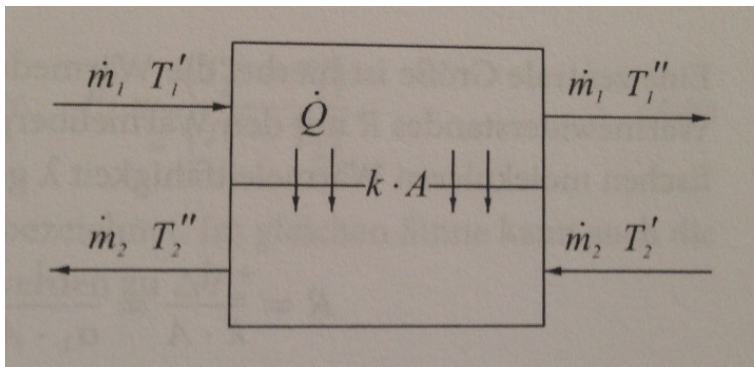 ṁ₁ T₁′
ṁ₁ T₁″
Q̇
k · A
ṁ₂ T₂″
ṁ₂ T₂′